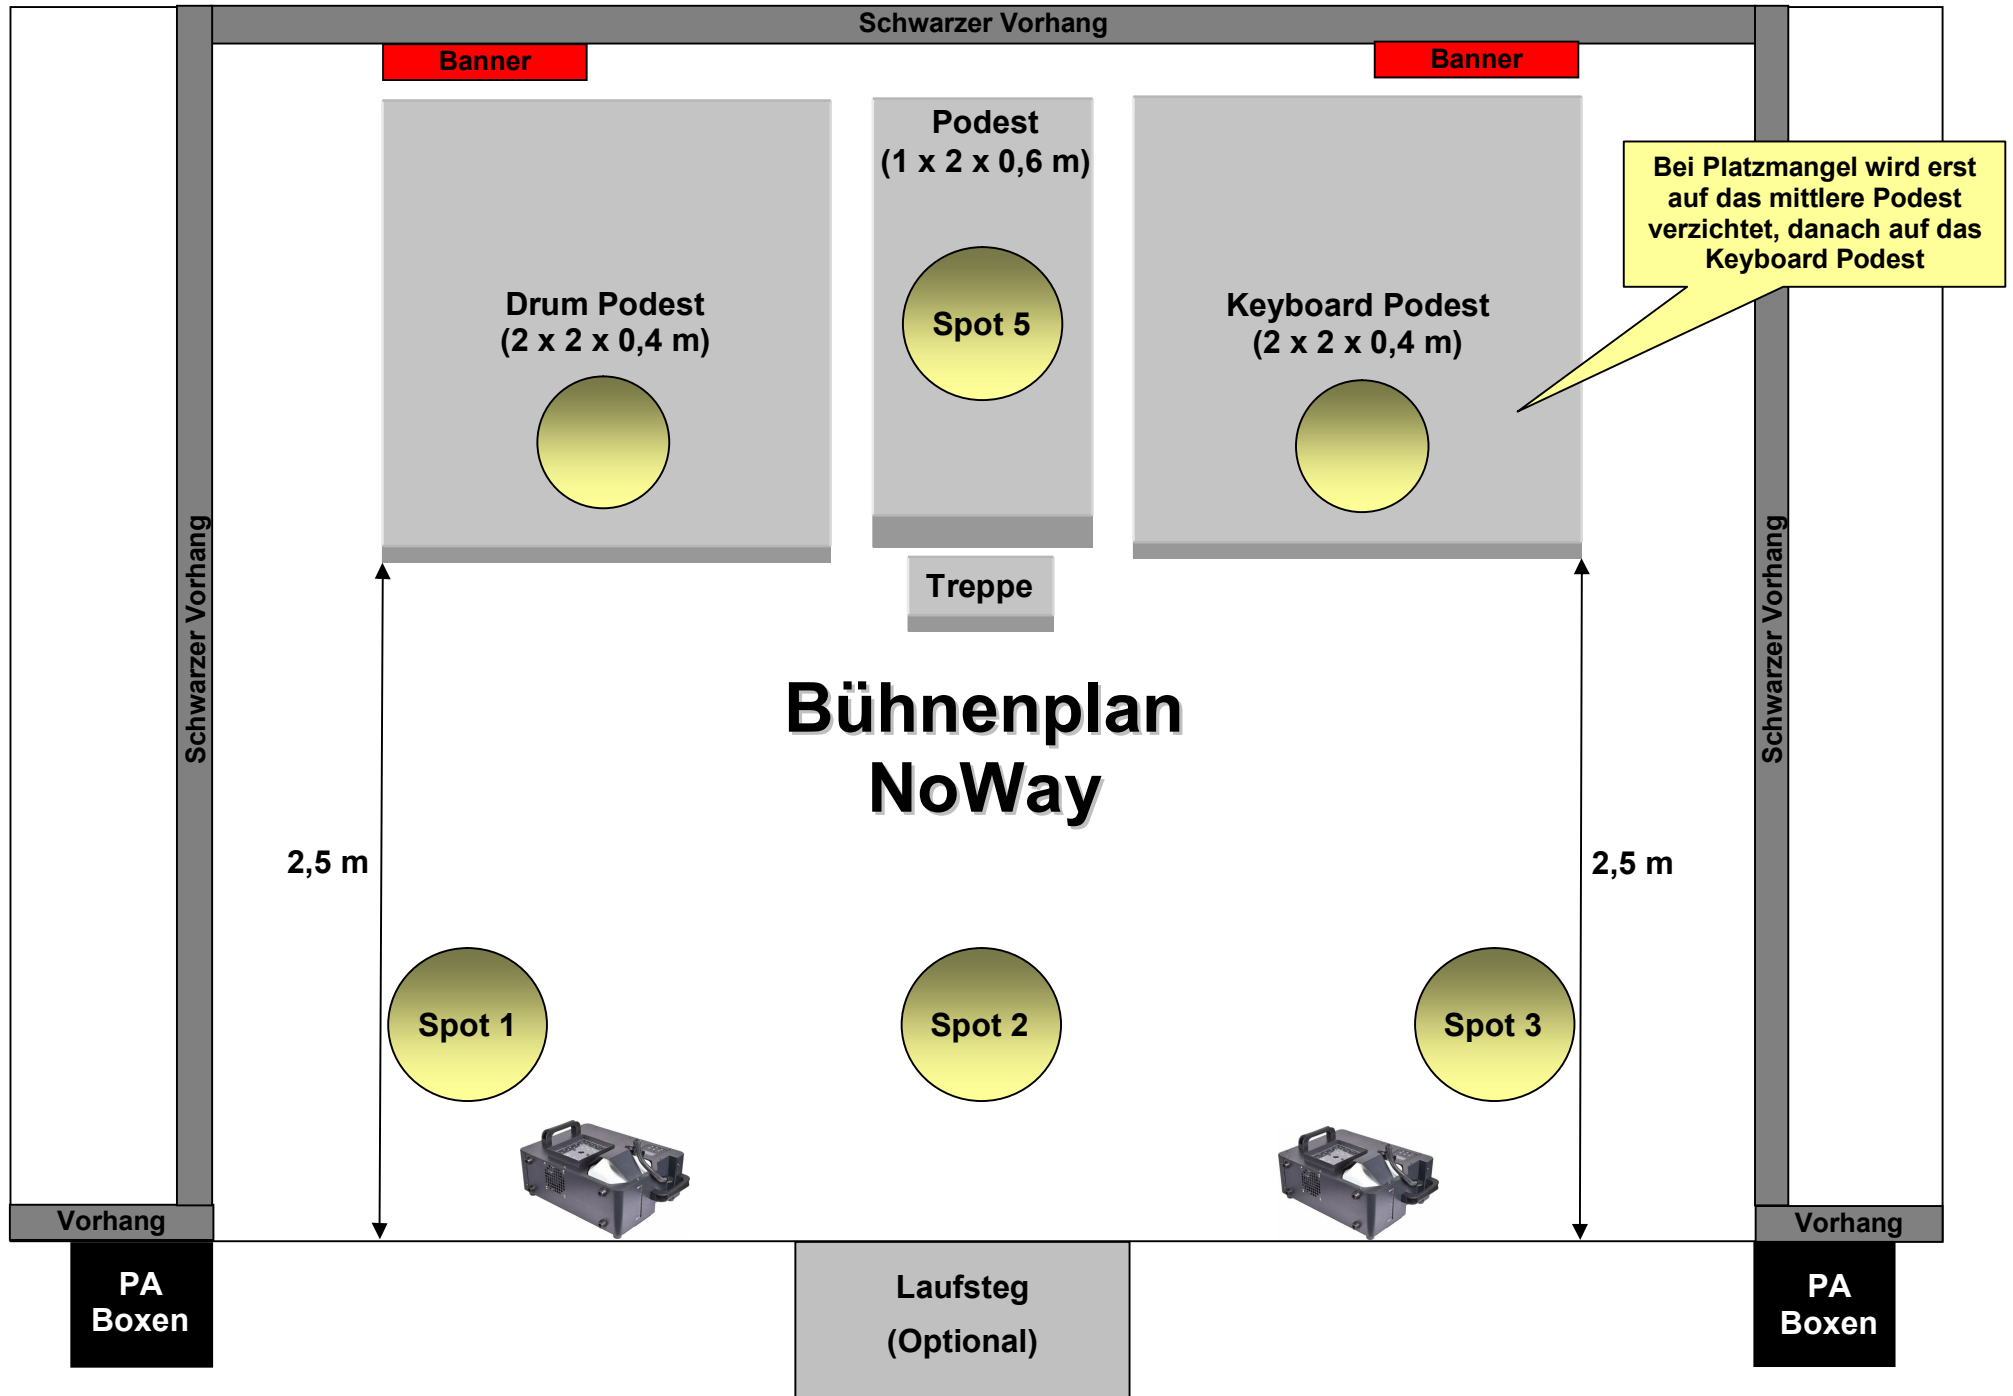 Schwarzer Vorhang
Banner
Banner
Podest
(1 x 2 x 0,6 m)
Bei Platzmangel wird erst
auf das mittlere Podest
verzichtet, danach auf das
Keyboard Podest
Drum Podest
(2 x 2 x 0,4 m)
Spot 5
Keyboard Podest
(2 x 2 x 0,4 m)
Schwarzer Vorhang
Schwarzer Vorhang
Treppe
Bühnenplan
NoWay
2,5 m
2,5 m
Spot 1
Spot 2
Spot 3
Vorhang
Vorhang
PA
Boxen
Laufsteg
(Optional)
PA
Boxen